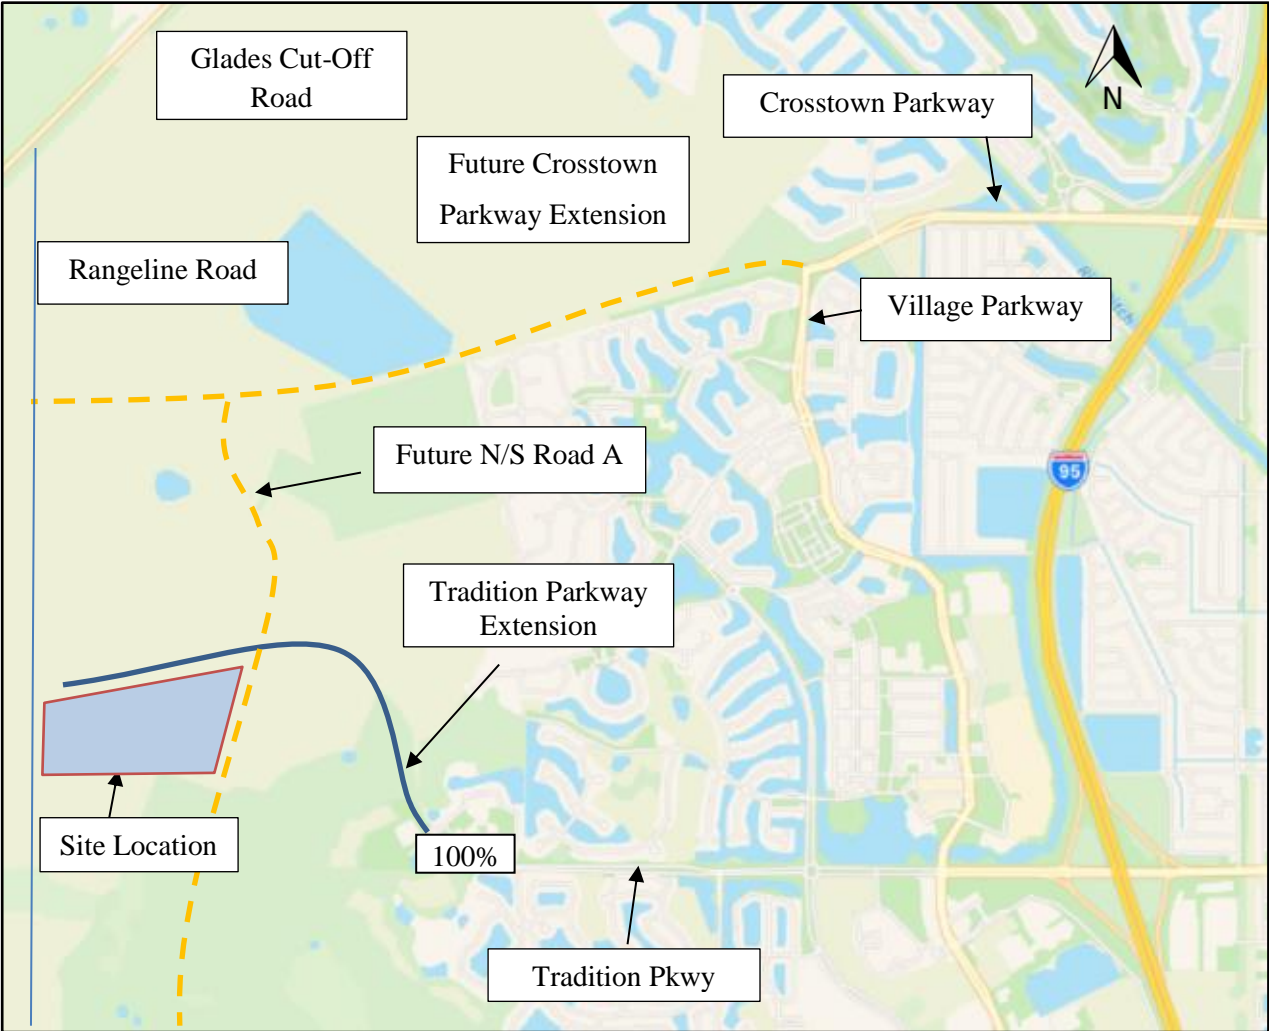 Glades Cut-Off
Road
Crosstown Parkway
N
Future Crosstown
Parkway Extension
Rangeline Road
Village Parkway
Future N/S Road A
95
Tradition Parkway
Extension
Site Location
100%
Tradition Pkwy